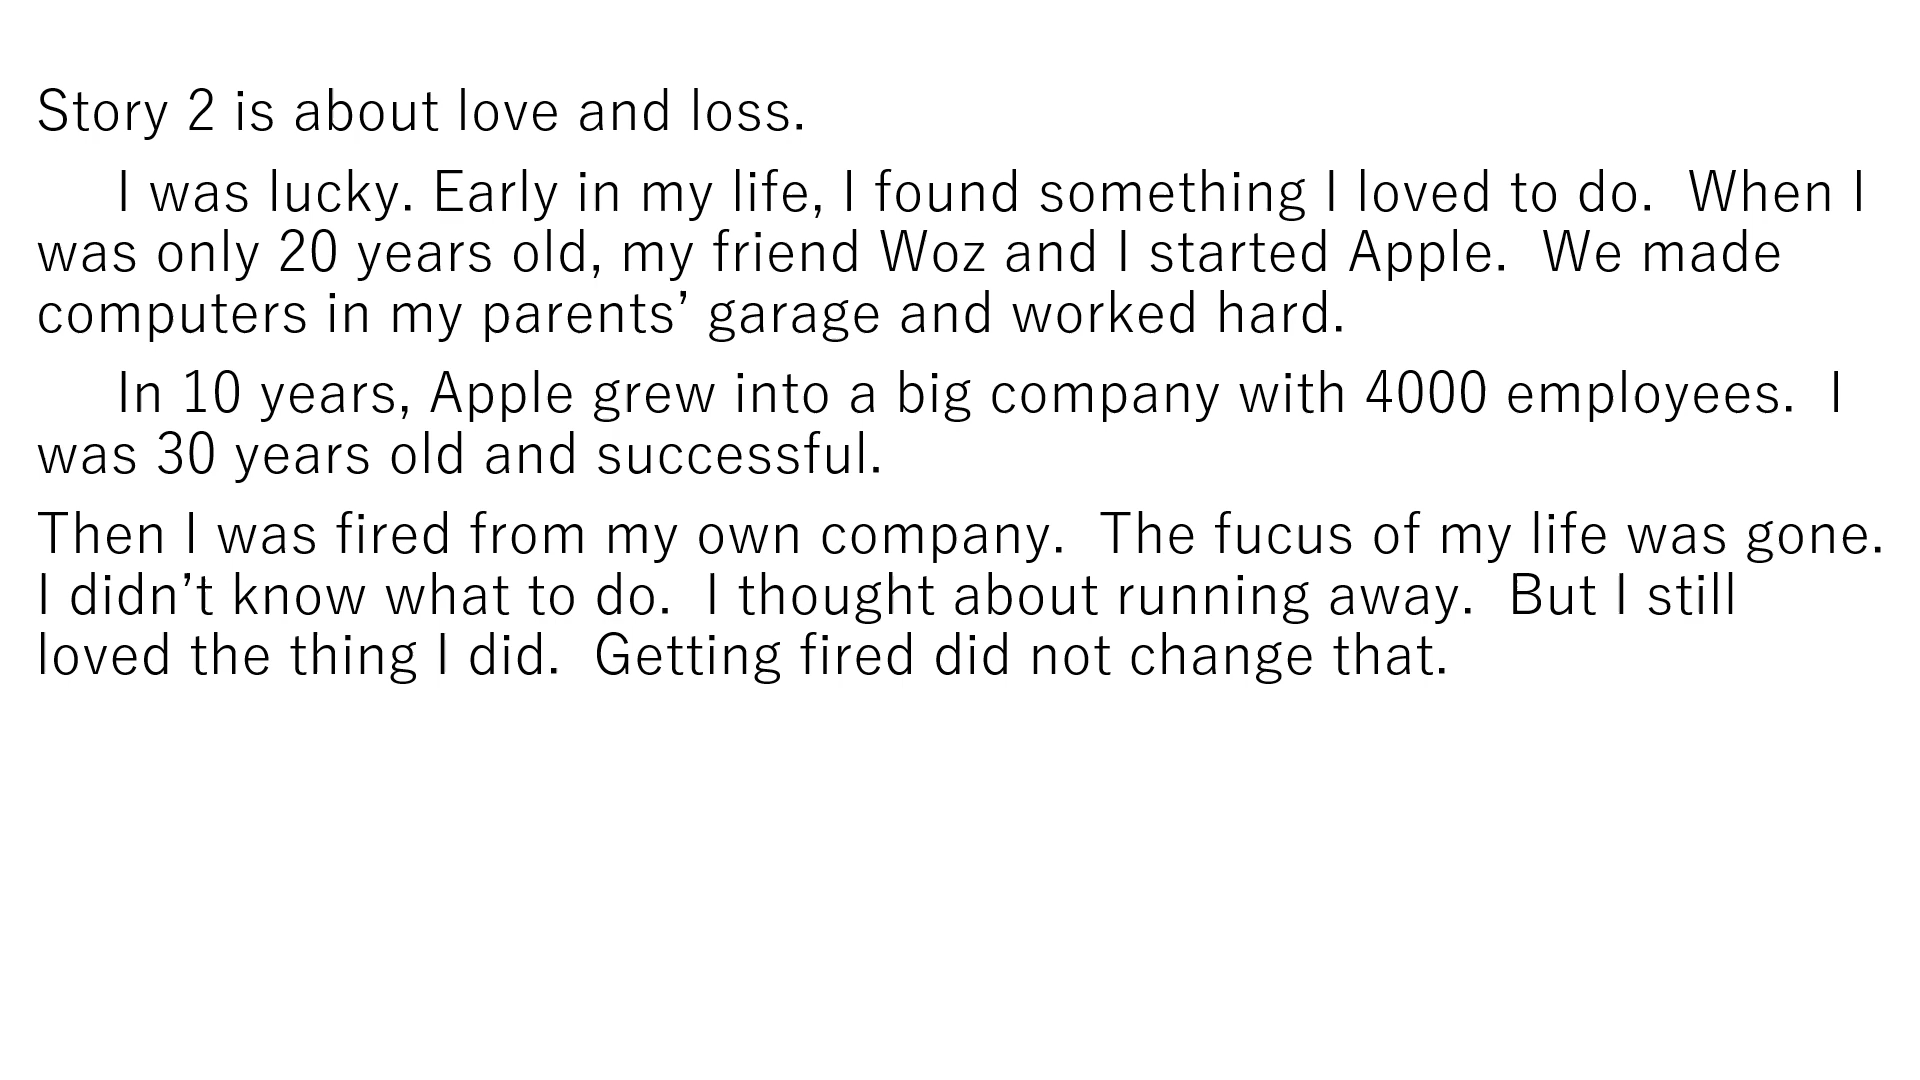 Story 2 is about love and loss.
I was lucky. Early in my life, I found something I loved to do.  When I
was only 20 years old, my friend Woz and I started Apple.  We made
computers in my parents’ garage and worked hard.
In 10 years, Apple grew into a big company with 4000 employees.  I
was 30 years old and successful.
Then I was fired from my own company.  The fucus of my life was gone.
I didn’t know what to do.  I thought about running away.  But I still
loved the thing I did.  Getting fired did not change that.